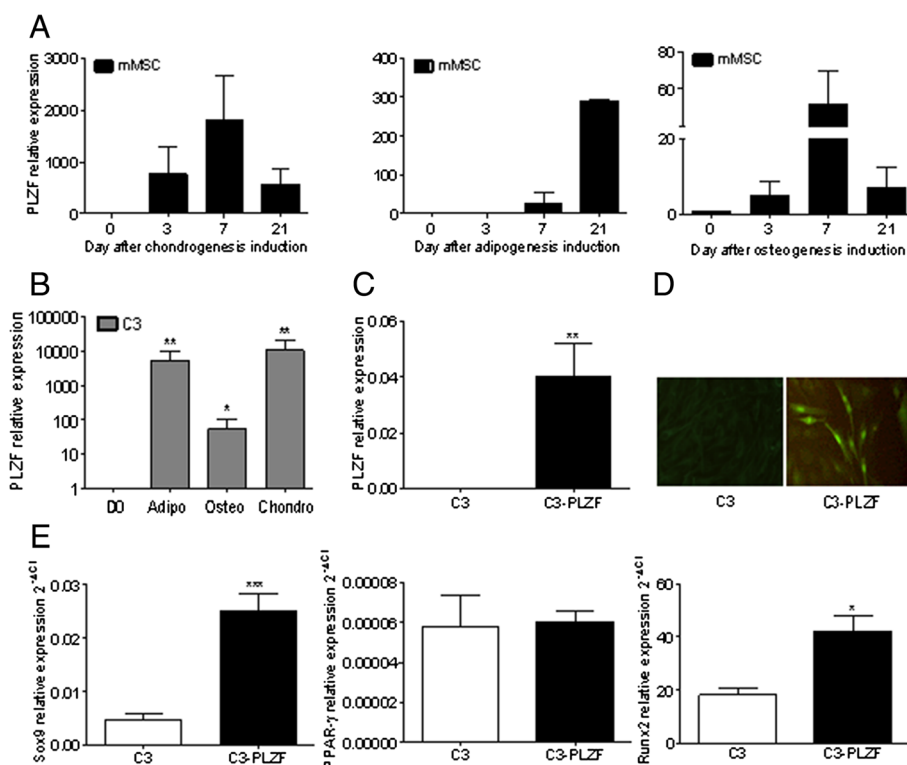 A
PLZF relative expression
3000
2000
1000
0
mMSC
0 3 7 21
Day after chondrogenesis induction
400
300
200
100
0
mMSC
0 3 7 21
Day after adipogenesis induction
80
60
20
10
0
mMSC
0 3 7 21
Day after osteogenesis induction
B
PLZF relative expression
100000
10000
1000
100
10
1
C3
**
*
**
D0 Adipo Osteo Chondro
C
PLZF relative expression
0.06
0.04
0.02
0.00
**
C3 C3-PLZF
D
C3 C3-PLZF
E
Sox9 relative expression 2-ΔCt
0.03
0.02
0.01
0.00
***
C3 C3-PLZF
PPAR-γ relative expression 2-ΔCt
0.00008
0.00006
0.00004
0.00002
0.00000
C3 C3-PLZF
Runx2 relative expression 2-ΔCt
60
40
20
0
*
C3 C3-PLZF